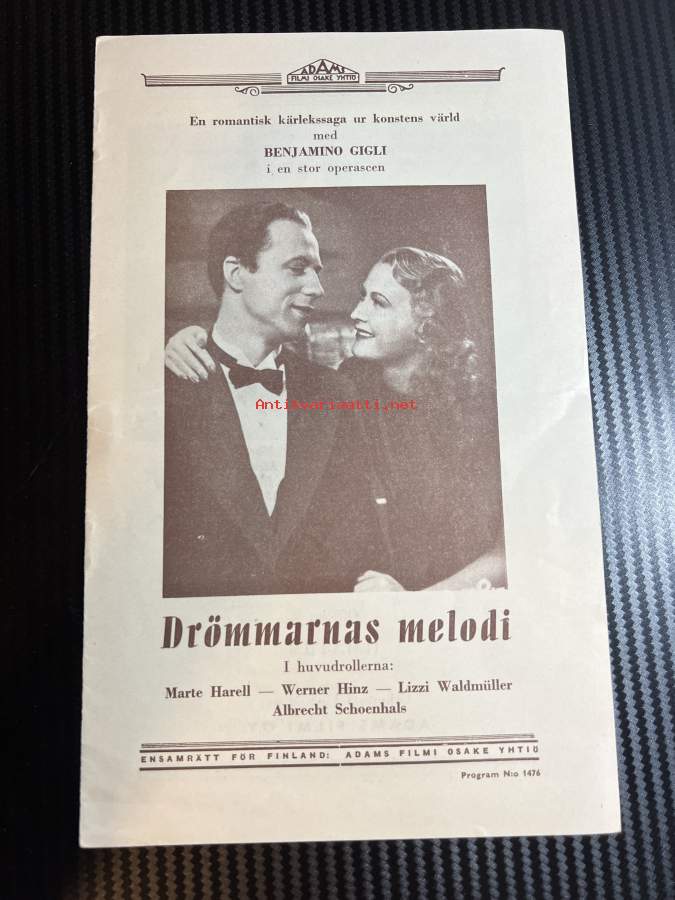 ADAMS
FILMI OSAKE YHTIÖ
En romantisk kärlekssaga ur konstens värld
med
BENJAMINO GIGLI
i en stor operascen
Antikvariaatti.net
Drömmarnas melodi
I huvudrollerna:
Marte Harell — Werner Hinz — Lizzi Waldmüller
Albrecht Schoenhals
ENSAMRÄTT FÖR FINLAND: ADAMS FILMI OSAKE YHTIÖ
Program N:o 1476